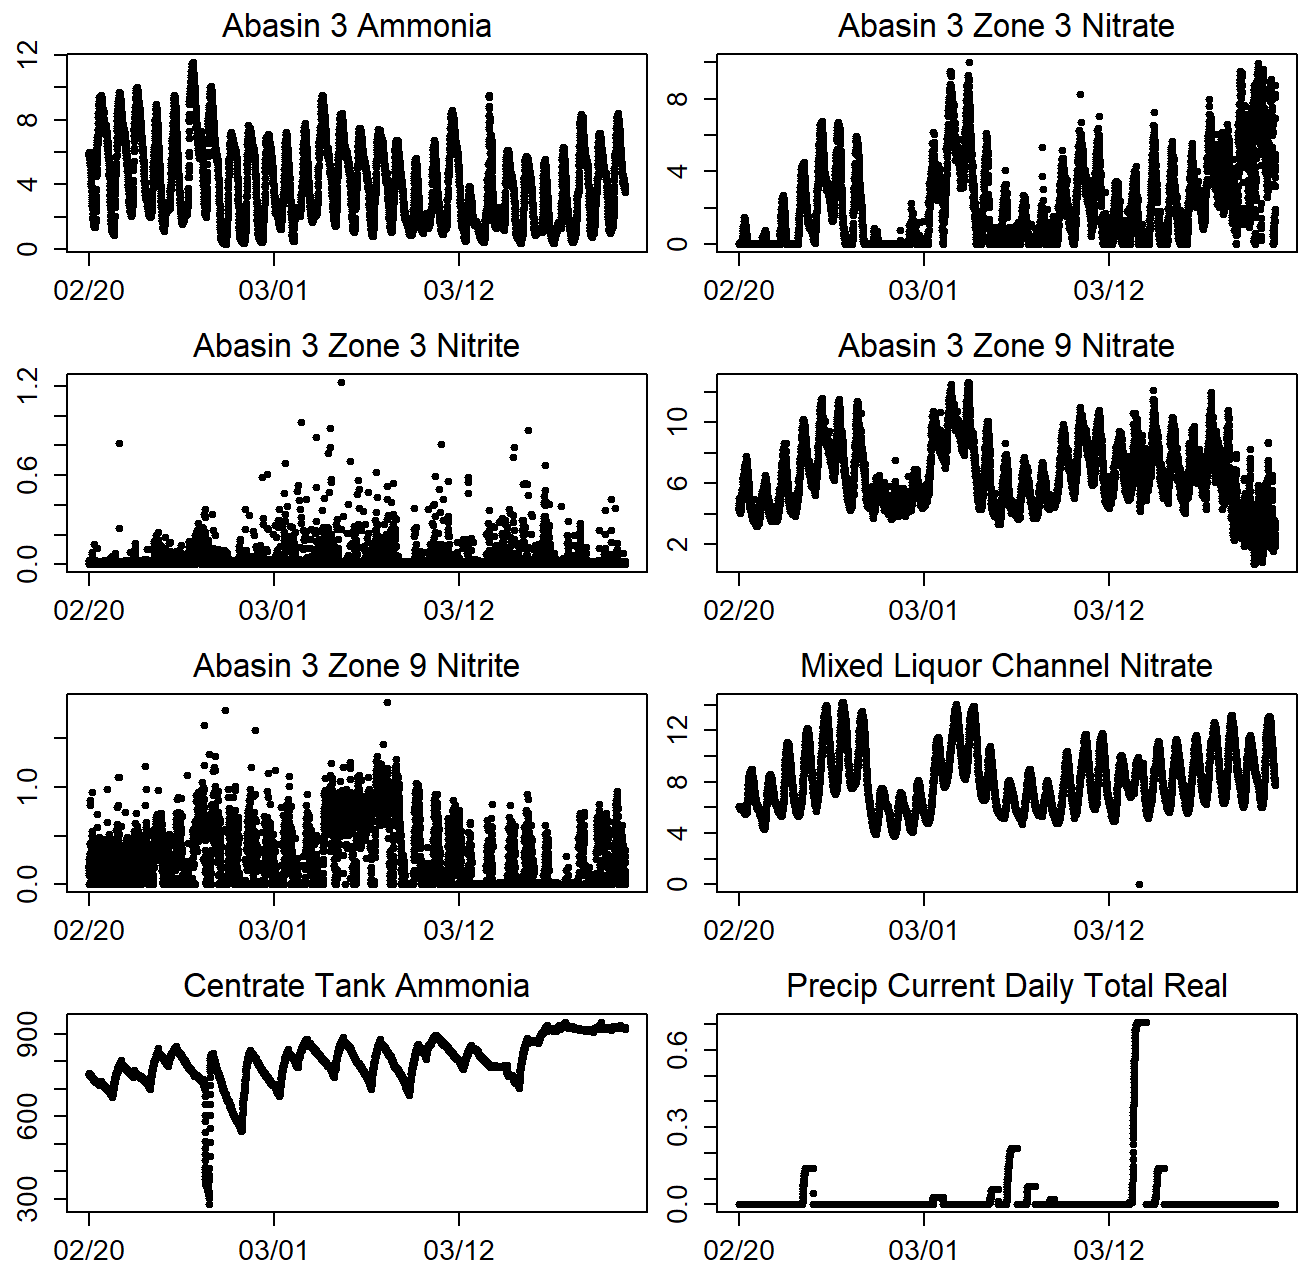 Abasin 3 Ammonia
0 4 8 12
02/20 03/01 03/12
Abasin 3 Zone 3 Nitrate
0 4 8
02/20 03/01 03/12
Abasin 3 Zone 3 Nitrite
0.0 0.6 1.2
02/20 03/01 03/12
Abasin 3 Zone 9 Nitrate
2 6 10
02/20 03/01 03/12
Abasin 3 Zone 9 Nitrite
0.0 1.0
02/20 03/01 03/12
Mixed Liquor Channel Nitrate
0 4 8 12
02/20 03/01 03/12
Centrate Tank Ammonia
300 600 900
02/20 03/01 03/12
Precip Current Daily Total Real
0.0 0.3 0.6
02/20 03/01 03/12